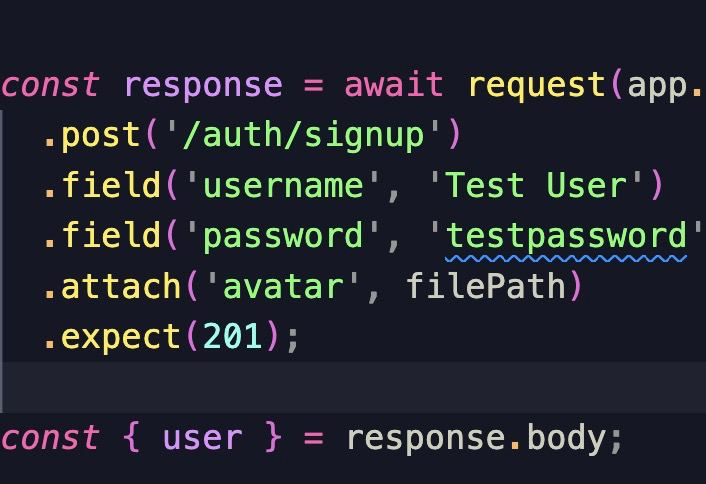 const response = await request(app.
.post('/auth/signup')
.field('username', 'Test User')
.field('password', 'testpassword'
.attach('avatar', filePath)
.expect(201);
const { user } = response.body;